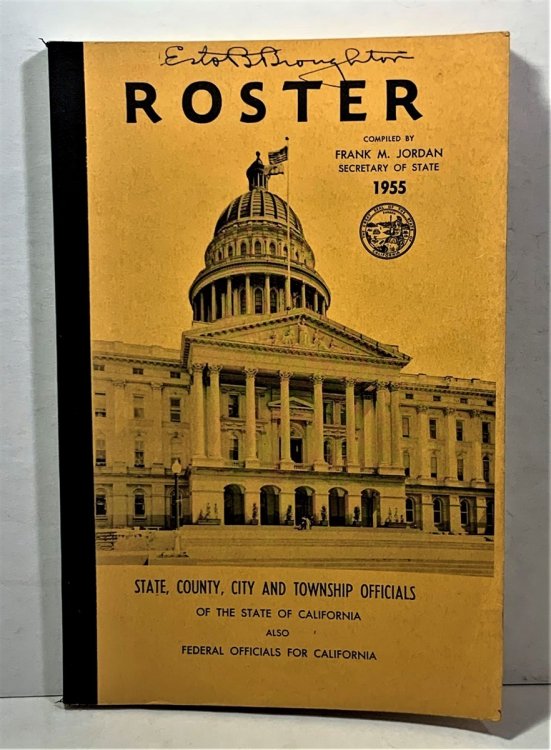 Esto B Broughton
ROSTER
COMPILED BY
FRANK M. JORDAN
SECRETARY OF STATE
1955
STATE, COUNTY, CITY AND TOWNSHIP OFFICIALS
OF THE STATE OF CALIFORNIA
ALSO
FEDERAL OFFICIALS FOR CALIFORNIA